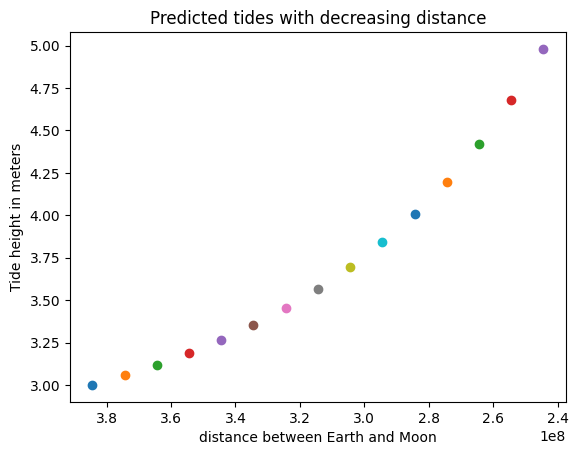 Predicted tides with decreasing distance
Tide height in meters
5.00
4.75
4.50
4.25
4.00
3.75
3.50
3.25
3.00
3.8 3.6 3.4 3.2 3.0 2.8 2.6 2.4
1e8
distance between Earth and Moon